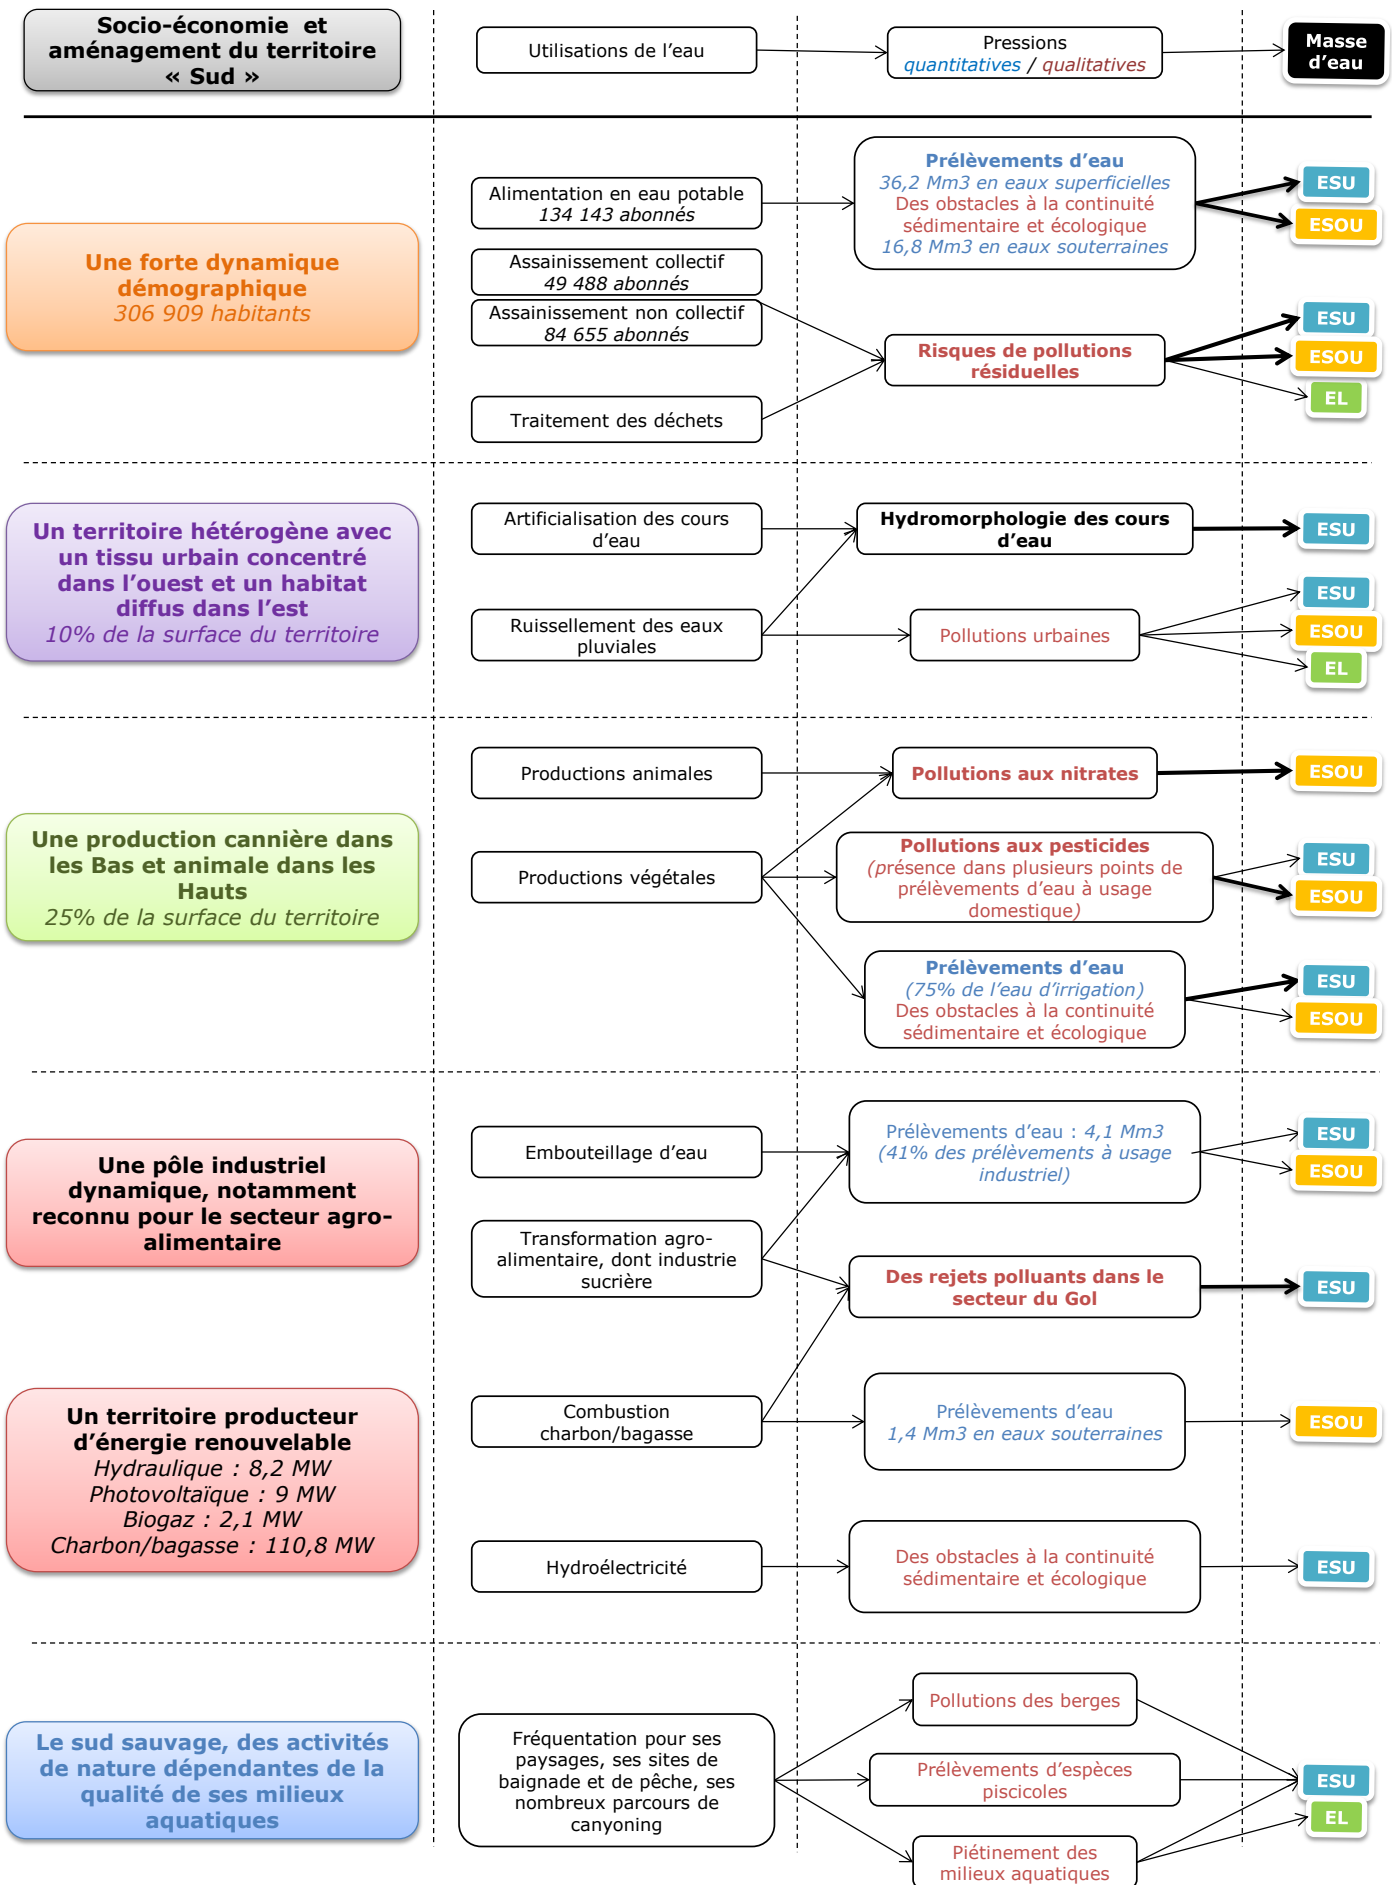 Socio-économie et
aménagement du territoire
« Sud »
Utilisations de l’eau
Pressions
quantitatives / qualitatives
Masse
d’eau
Une forte dynamique
démographique
306 909 habitants
Alimentation en eau potable
134 143 abonnés
Assainissement collectif
49 488 abonnés
Assainissement non collectif
84 655 abonnés
Traitement des déchets
Prélèvements d’eau
36,2 Mm3 en eaux superficielles
Des obstacles à la continuité
sédimentaire et écologique
16,8 Mm3 en eaux souterraines
ESU
ESOU
Risques de pollutions
résiduelles
ESU
ESOU
EL
Un territoire hétérogène avec
un tissu urbain concentré
dans l’ouest et un habitat
diffus dans l’est
10% de la surface du territoire
Artificialisation des cours
d’eau
Ruissellement des eaux
pluviales
Hydromorphologie des cours
d’eau
ESU
Pollutions urbaines
ESU
ESOU
EL
Une production cannière dans
les Bas et animale dans les
Hauts
25% de la surface du territoire
Productions animales
Productions végétales
Pollutions aux nitrates
ESOU
Pollutions aux pesticides
(présence dans plusieurs points de
prélèvements d’eau à usage
domestique)
ESU
ESOU
Prélèvements d’eau
(75% de l’eau d’irrigation)
Des obstacles à la continuité
sédimentaire et écologique
ESU
ESOU
Une pôle industriel
dynamique, notamment
reconnu pour le secteur agro-
alimentaire
Embouteillage d’eau
Transformation agro-
alimentaire, dont industrie
sucrière
Prélèvements d’eau : 4,1 Mm3
(41% des prélèvements à usage
industriel)
ESU
ESOU
Des rejets polluants dans le
secteur du Gol
ESU
Un territoire producteur
d’énergie renouvelable
Hydraulique : 8,2 MW
Photovoltaïque : 9 MW
Biogaz : 2,1 MW
Charbon/bagasse : 110,8 MW
Combustion
charbon/bagasse
Prélèvements d’eau
1,4 Mm3 en eaux souterraines
ESOU
Hydroélectricité
Des obstacles à la continuité
sédimentaire et écologique
ESU
Le sud sauvage, des activités
de nature dépendantes de la
qualité de ses milieux
aquatiques
Fréquentation pour ses
paysages, ses sites de
baignade et de pêche, ses
nombreux parcours de
canyoning
Pollutions des berges
Prélèvements d’espèces
piscicoles
Piétinement des
milieux aquatiques
ESU
EL